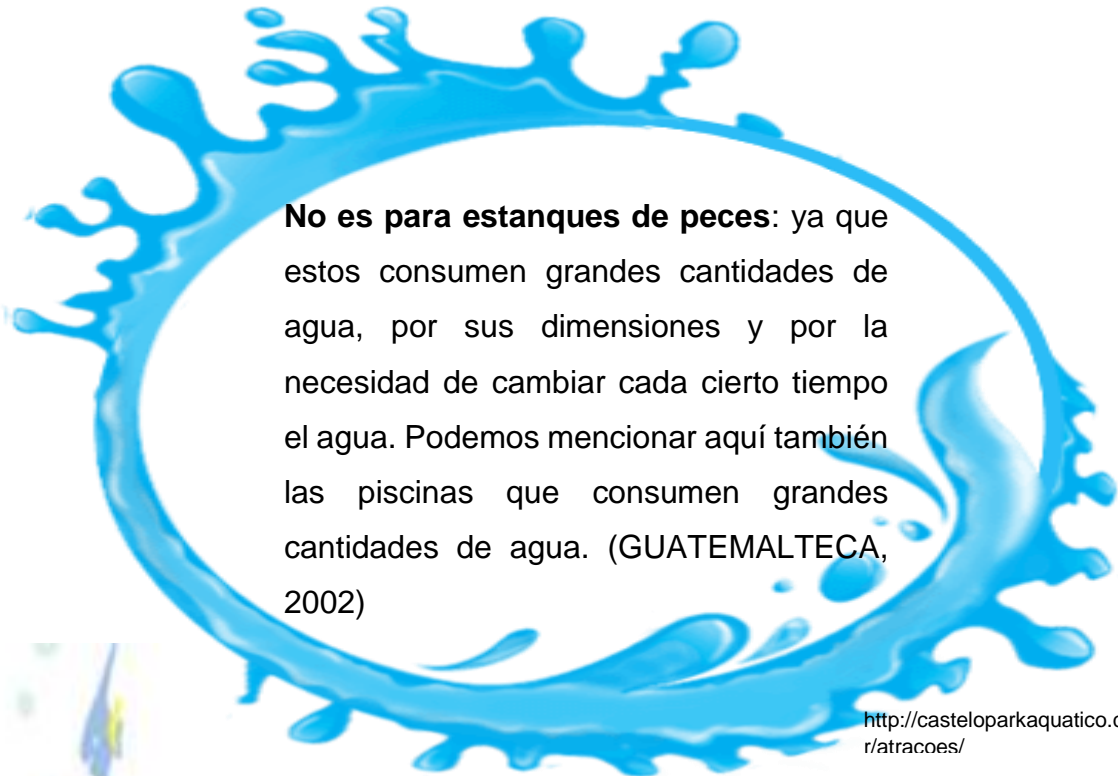 No es para estanques de peces: ya que
estos consumen grandes cantidades de
agua, por sus dimensiones y por la
necesidad de cambiar cada cierto tiempo
el agua. Podemos mencionar aquí también
las piscinas que consumen grandes
cantidades de agua. (GUATEMALTECA,
2002)
http://casteloparkaquatico.c
r/atracoes/